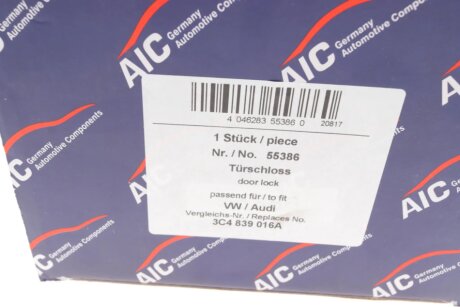 AIC Germany
Automotive Components
AIC Germany
Automotive Components
AIC Germany
Automotive Components
4 046283 55386 0
20817
1 Stück / piece
Nr. / No. 55386
Türschloss
door lock
passend für / to fit
VW / Audi
Vergleichs-Nr. / Replaces No.
3C4 839 016A
AIC Germany
Automotive Components
AIC Germany
Automotive Components
AIC Germany